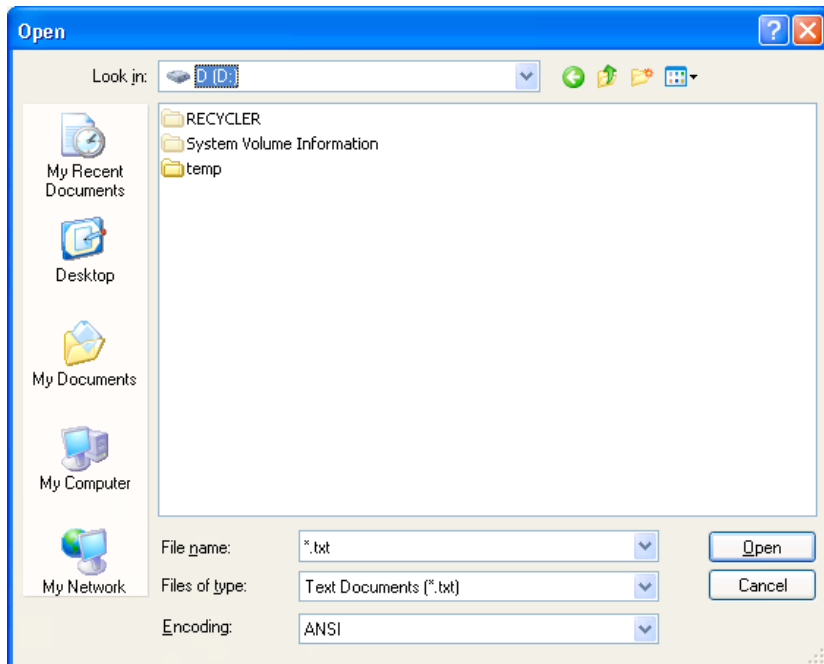 Open
Look in:
D (D:
RECYCLER
System Volume Information
temp
My Recent
Documents
Desktop
My Documents
My Computer
My Network
File name:
*.txt
Open
Files of type:
Text Documents (*.txt)
Cancel
Encoding:
ANSI